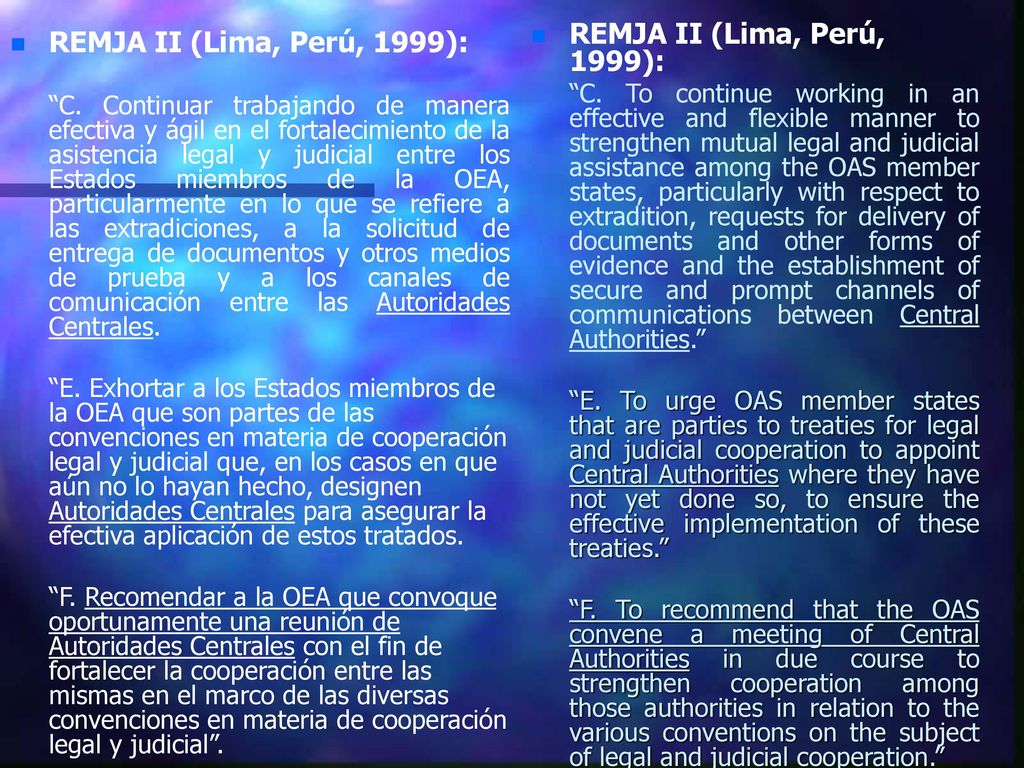 REMJA II (Lima, Perú, 1999):
“C. Continuar trabajando de manera
efectiva y ágil en el fortalecimiento de la
asistencia legal y judicial entre los
Estados miembros de la OEA,
particularmente en lo que se refiere a
las extradiciones, a la solicitud de
entrega de documentos y otros medios
de prueba y a los canales de
comunicación entre las Autoridades
Centrales.
“E. Exhortar a los Estados miembros de
la OEA que son partes de las
convenciones en materia de cooperación
legal y judicial que, en los casos en que
aún no lo hayan hecho, designen
Autoridades Centrales para asegurar la
efectiva aplicación de estos tratados.
“F. Recomendar a la OEA que convoque
oportunamente una reunión de
Autoridades Centrales con el fin de
fortalecer la cooperación entre las
mismas en el marco de las diversas
convenciones en materia de cooperación
legal y judicial”.
REMJA II (Lima, Perú,
1999):
“C. To continue working in an
effective and flexible manner to
strengthen mutual legal and judicial
assistance among the OAS member
states, particularly with respect to
extradition, requests for delivery of
documents and other forms of
evidence and the establishment of
secure and prompt channels of
communications between Central
Authorities.”
“E. To urge OAS member states
that are parties to treaties for legal
and judicial cooperation to appoint
Central Authorities where they have
not yet done so, to ensure the
effective implementation of these
treaties.”
“F. To recommend that the OAS
convene a meeting of Central
Authorities in due course to
strengthen cooperation among
those authorities in relation to the
various conventions on the subject
of legal and judicial cooperation.”